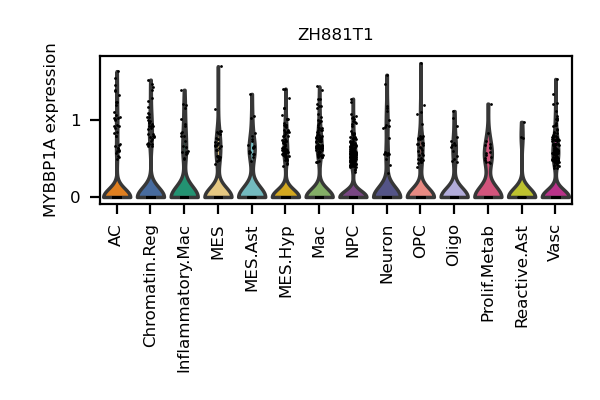 ZH881T1
MYBBP1A expression
1
0
AC
Chromatin.Reg
Inflammatory.Mac
MES
MES.Ast
MES.Hyp
Mac
NPC
Neuron
OPC
Oligo
Prolif.Metab
Reactive.Ast
Vasc